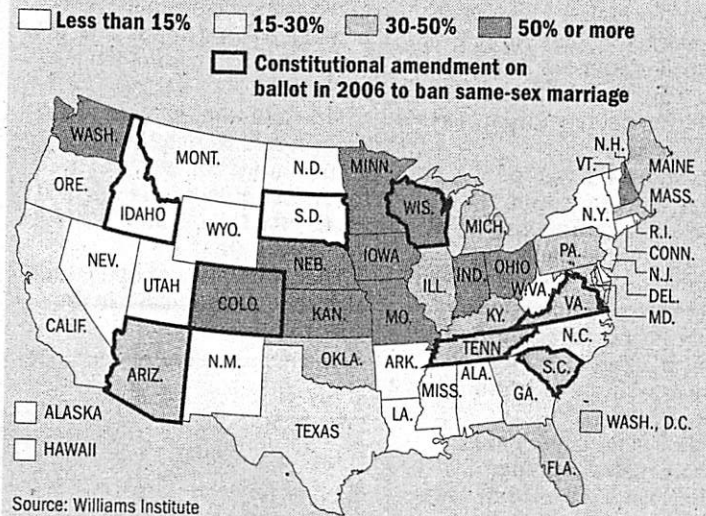 Less than 15% 15-30% 30-50% 50% or more
Constitutional amendment on
ballot in 2006 to ban same-sex marriage
WASH.
MONT.
N.D.
MINN.
N.H.
VT.
MAINE
ORE.
IDAHO
S.D.
WIS.
MICH.
N.Y.
MASS.
WYO.
R.I.
CONN.
NEV.
NEB.
IOWA
PA.
N.J.
UTAH
COLO.
ILL.
IND.
OHIO
DEL.
CALIF.
KAN.
MO.
KY.
W.VA.
VA.
MD.
ARIZ.
N.M.
OKLA.
ARK.
TENN.
N.C.
S.C.
MISS.
ALA.
GA.
LA.
TEXAS
FLA.
ALASKA
HAWAII
WASH., D.C.
Source: Williams Institute